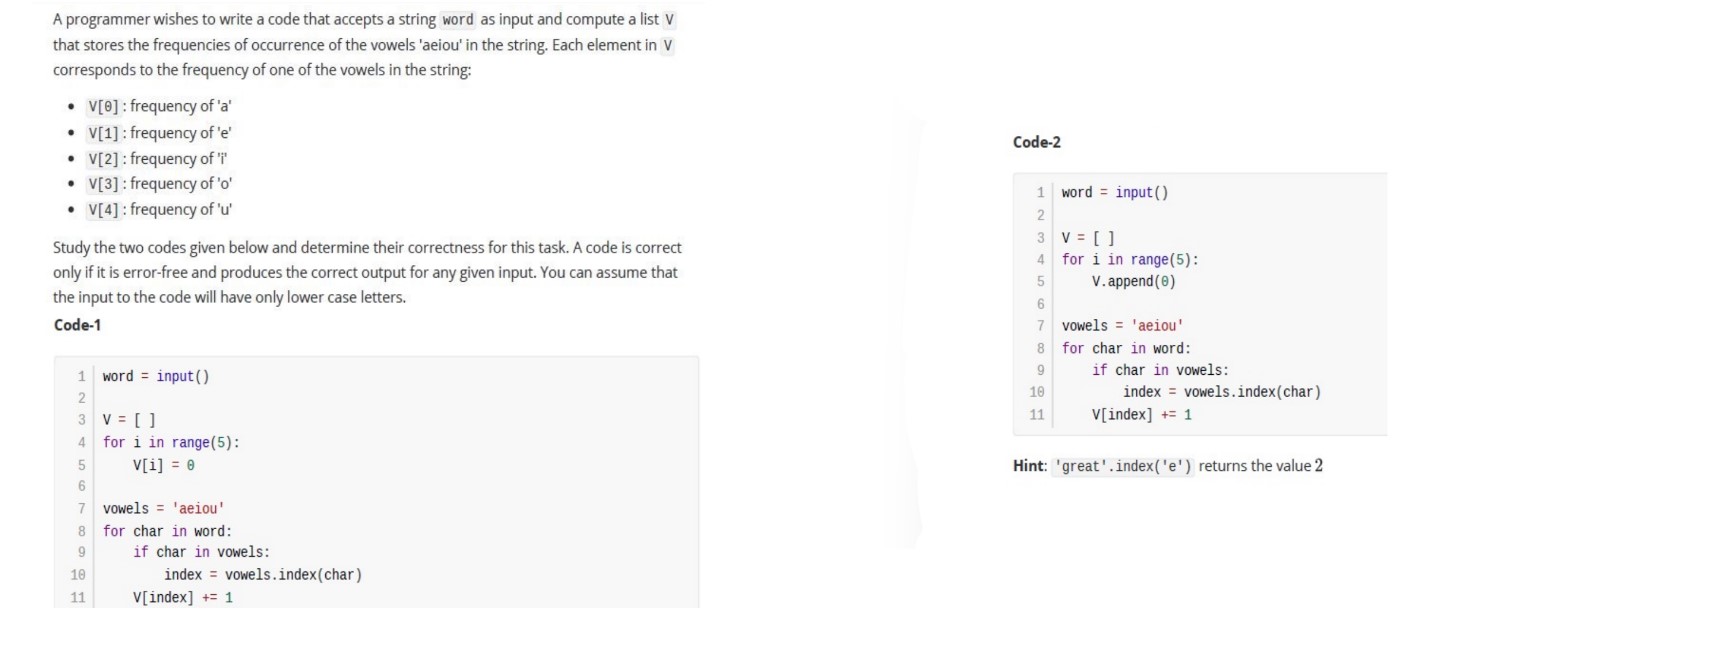 A programmer wishes to write a code that accepts a string word as input and compute a list V
that stores the frequencies of occurrence of the vowels 'aeiou' in the string. Each element in V
corresponds to the frequency of one of the vowels in the string:
• V[0] : frequency of 'a'
• V[1] : frequency of 'e'
• V[2] : frequency of 'i'
• V[3] : frequency of 'o'
• V[4] : frequency of 'u'
Study the two codes given below and determine their correctness for this task. A code is correct
only if it is error-free and produces the correct output for any given input. You can assume that
the input to the code will have only lower case letters.
Code-1
1 word = input()
2
3 V = [ ]
4 for i in range(5):
5     V[i] = 0
6
7 vowels = 'aeiou'
8 for char in word:
9     if char in vowels:
10         index = vowels.index(char)
11     V[index] += 1
Code-2
1 word = input()
2
3 V = [ ]
4 for i in range(5):
5     V.append(0)
6
7 vowels = 'aeiou'
8 for char in word:
9     if char in vowels:
10         index = vowels.index(char)
11     V[index] += 1
Hint: 'great'.index('e') returns the value 2